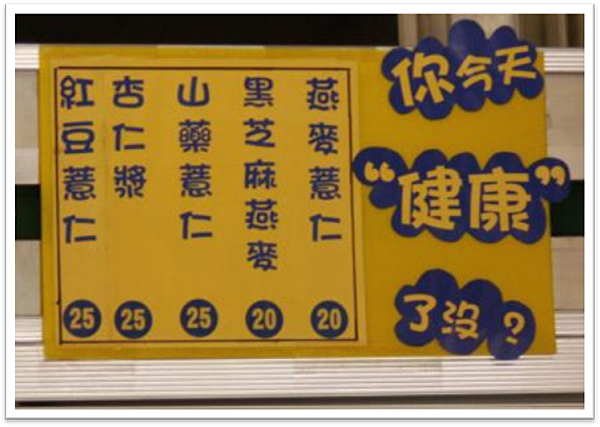 你今天
“健康”
了沒？
燕麥薏仁 20
黑芝麻燕麥 20
山藥薏仁 25
杏仁漿 25
紅豆薏仁 25